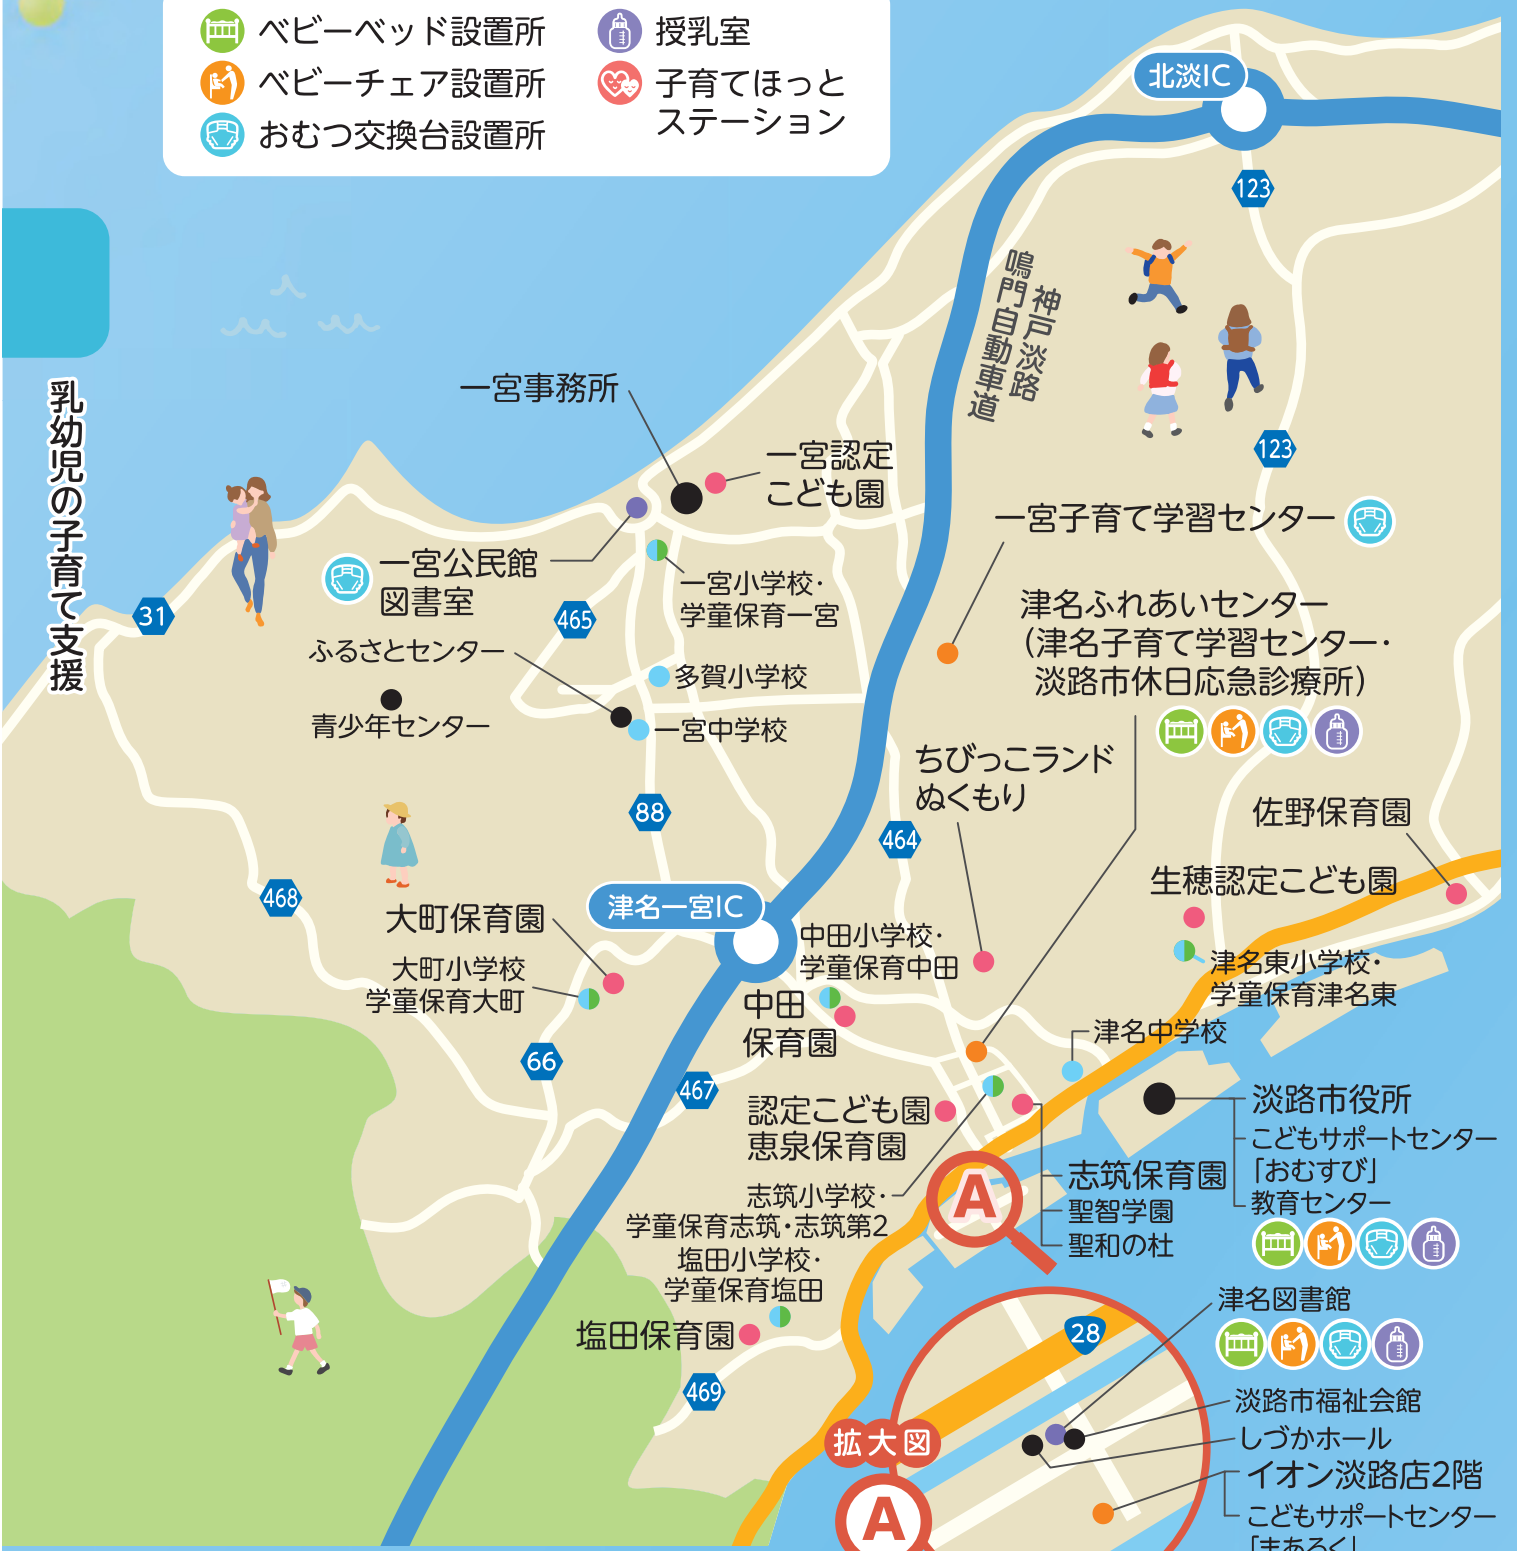 ベビーベッド設置所
ベビーチェア設置所
おむつ交換台設置所
授乳室
子育てほっと
ステーション
乳幼児の子育て支援
北淡IC
123
神戸淡路
鳴門自動車道
123
一宮事務所
一宮認定
こども園
一宮子育て学習センター
一宮公民館
図書室
一宮小学校・
学童保育一宮
31
465
津名ふれあいセンター
(津名子育て学習センター・
淡路市休日応急診療所)
ふるさとセンター
多賀小学校
青少年センター
一宮中学校
ちびっこランド
ぬくもり
88
464
佐野保育園
生穂認定こども園
468
津名一宮IC
大町保育園
中田小学校・
学童保育中田
大町小学校
学童保育大町
津名東小学校・
学童保育津名東
中田
保育園
津名中学校
66
467
認定こども園
恵泉保育園
淡路市役所
こどもサポートセンター
「おむすび」
教育センター
志筑小学校・
学童保育志筑・志筑第2
A
志筑保育園
聖智学園
聖和の杜
塩田小学校・
学童保育塩田
塩田保育園
469
津名図書館
28
淡路市福祉会館
しづかホール
拡大図
A
イオン淡路店2階
こどもサポートセンター
「まあるく」